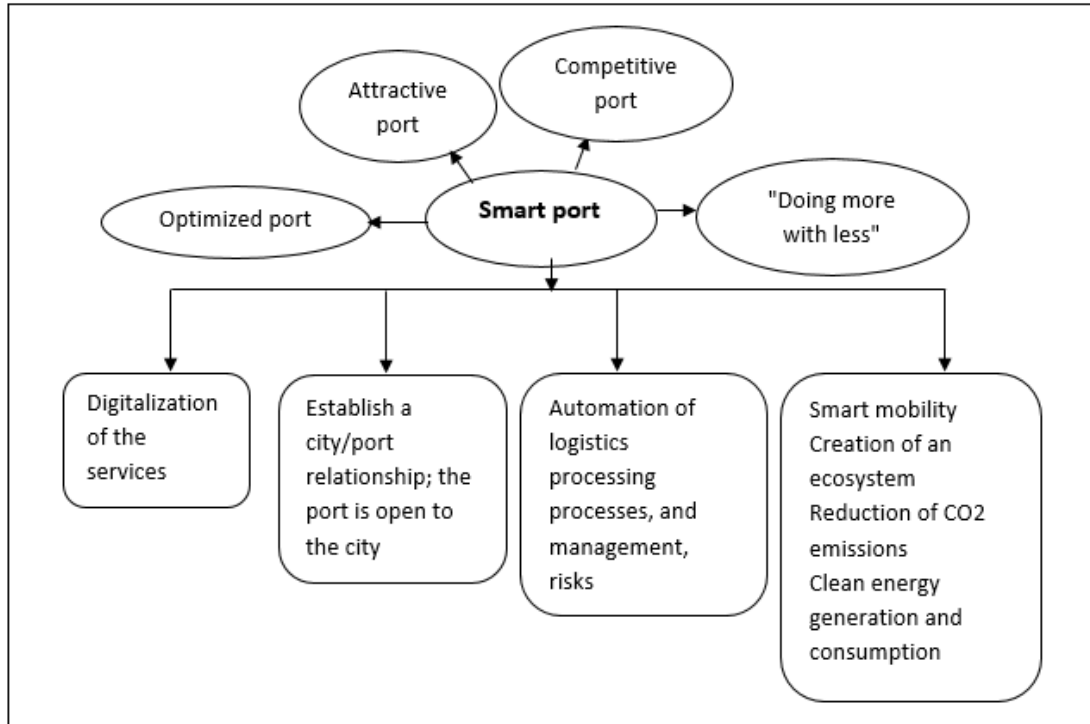 Competitive
port
Attractive
port
Smart port
Optimized port
"Doing more
with less"
Digitalization
of the
services
Establish a
city/port
relationship; the
port is open to
the city
Automation of
logistics
processing
processes, and
management,
risks
Smart mobility
Creation of an
ecosystem
Reduction of CO2
emissions
Clean energy
generation and
consumption